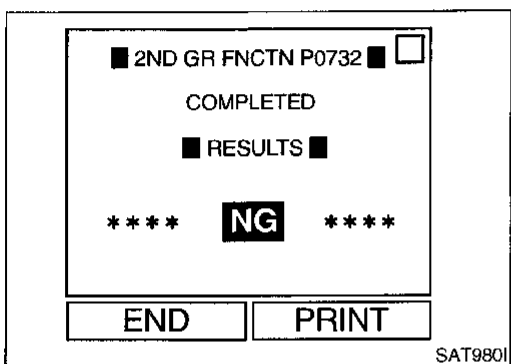 2ND GR FNCTN P0732
COMPLETED
RESULTS
**** NG ****
END PRINT
SAT980I